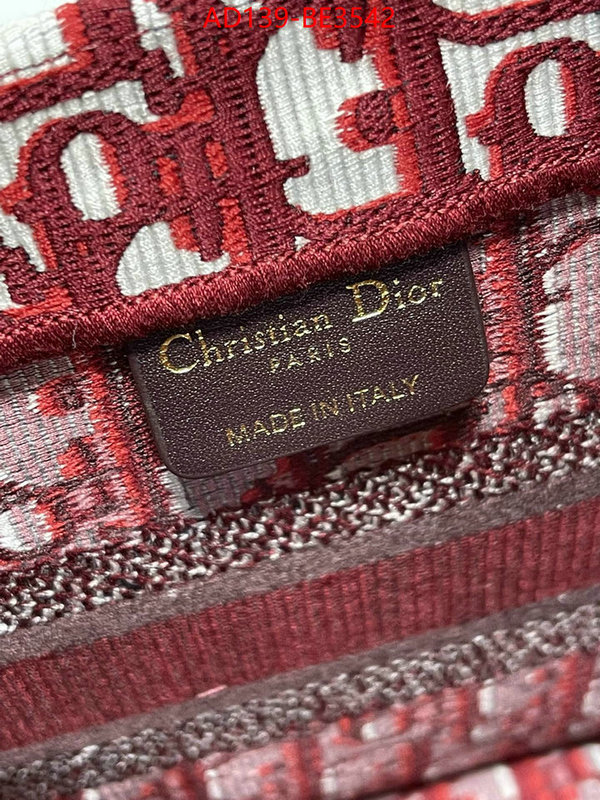 AD139-BE3542
Christian Dior
PARIS
MADE IN ITALY